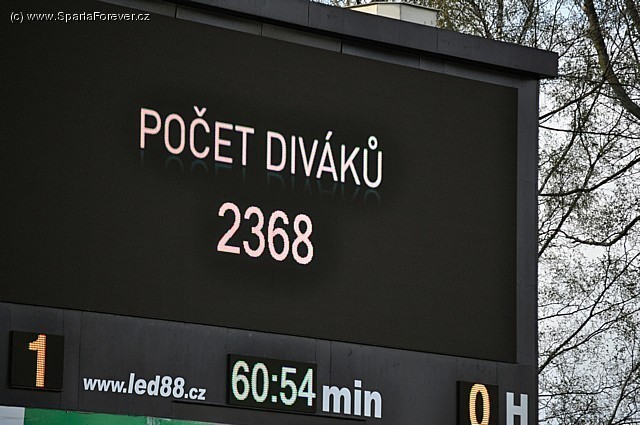 (c) www.SpartaForever.cz
POČET DIVÁKŮ
2368
1 www.led88.cz 60:54 min 0 H